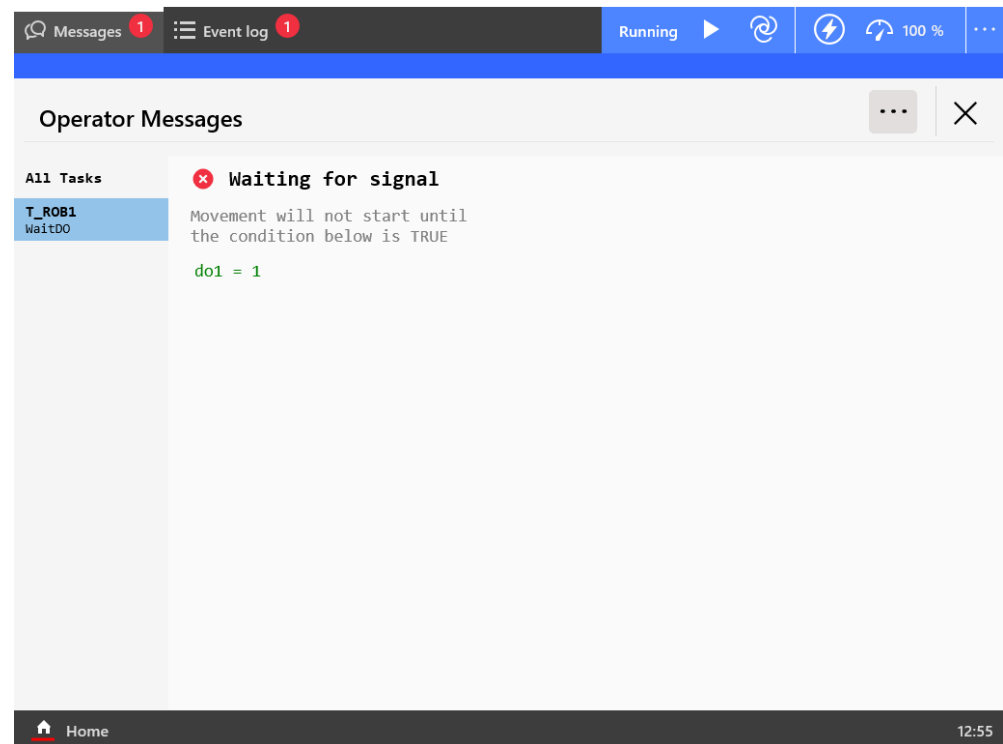 Messages 1 Event log 1 Running 100 % ...
Operator Messages ...
All Tasks
T_ROB1
WaitDO
Waiting for signal
Movement will not start until
the condition below is TRUE
do1 = 1
Home 12:55